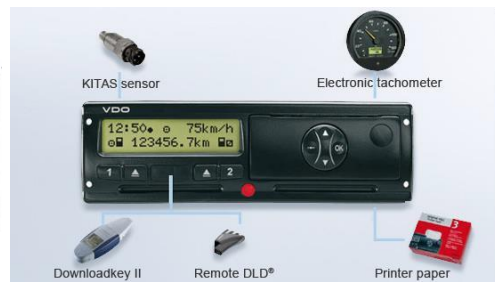 KITAS sensor
Electronic tachometer
VDO
12:50 75km/h
123456.7km
1
2
OK
3
Downloadkey II
Remote DLD®
Printer paper